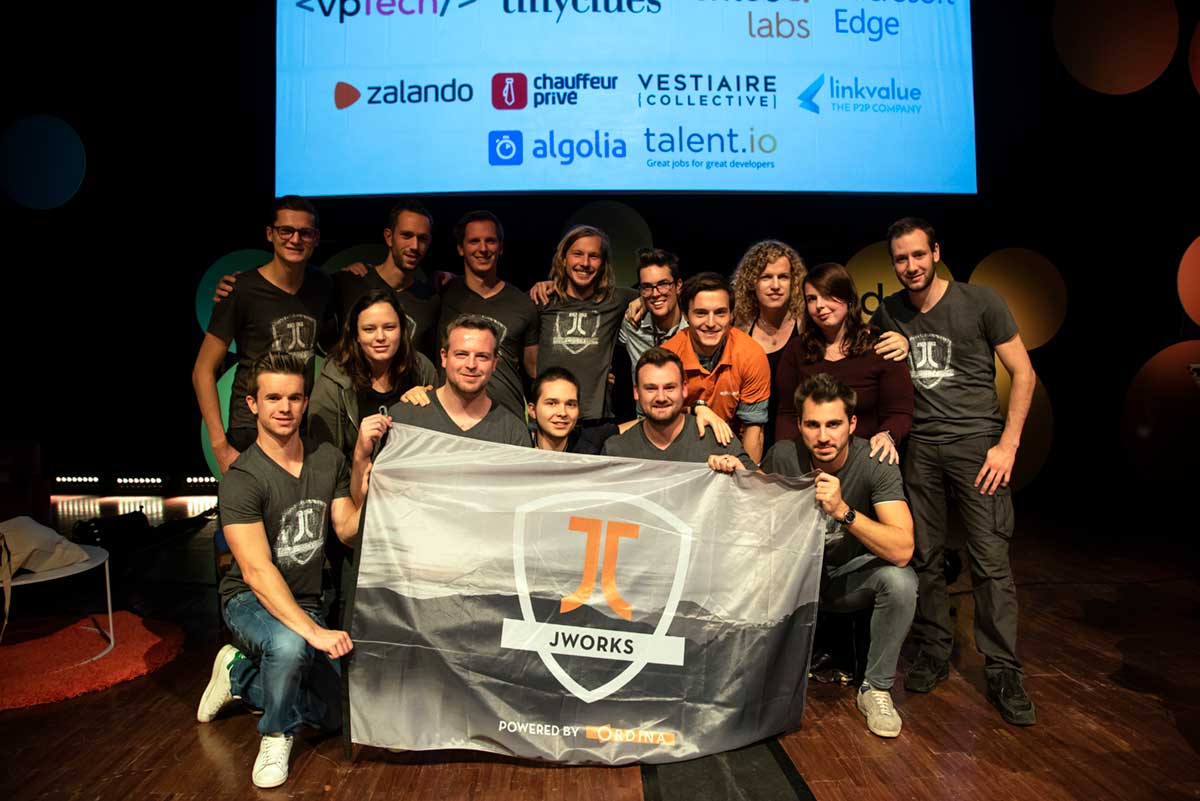 <vpTech/>
tinyclues
labs
Edge
zalando
chauffeur
privé
VESTIAIRE
[COLLECTIVE]
linkvalue
THE P2P COMPANY
algolia
talent.io
Great jobs for great developers
JWORKS
JWORKS
POWERED BY ORDINA